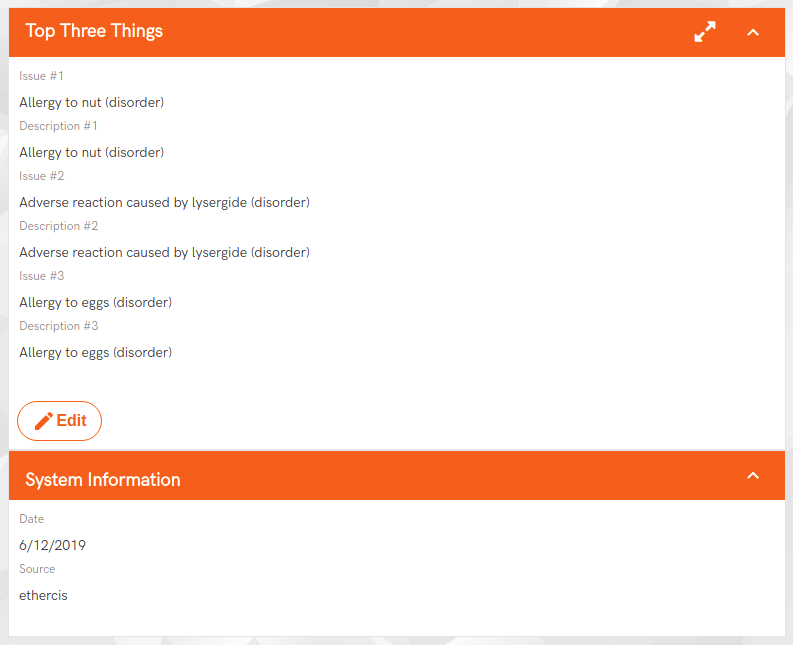 Top Three Things
Issue #1
Allergy to nut (disorder)
Description #1
Allergy to nut (disorder)
Issue #2
Adverse reaction caused by lysergide (disorder)
Description #2
Adverse reaction caused by lysergide (disorder)
Issue #3
Allergy to eggs (disorder)
Description #3
Allergy to eggs (disorder)
Edit
System Information
Date
6/12/2019
Source
ethercis